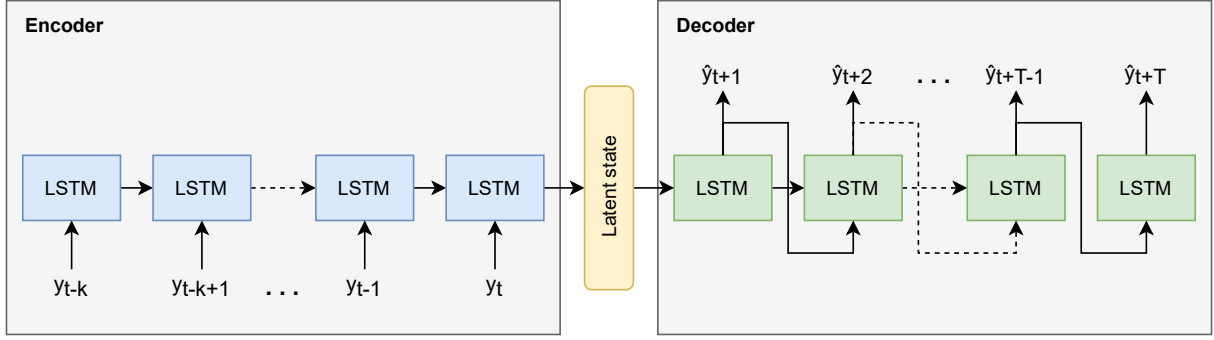 Encoder
Decoder
ŷt+1 ŷt+2 ... ŷt+T-1 ŷt+T
LSTM LSTM LSTM LSTM
Latent state
LSTM LSTM LSTM LSTM
yt-k yt-k+1 ... yt-1 yt